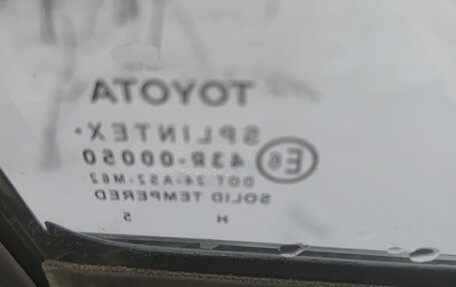 TOYOTA
SPLINTEX
E6 43R-00050
DOT 24-AS2-M62
SOLID TEMPERED
H
5